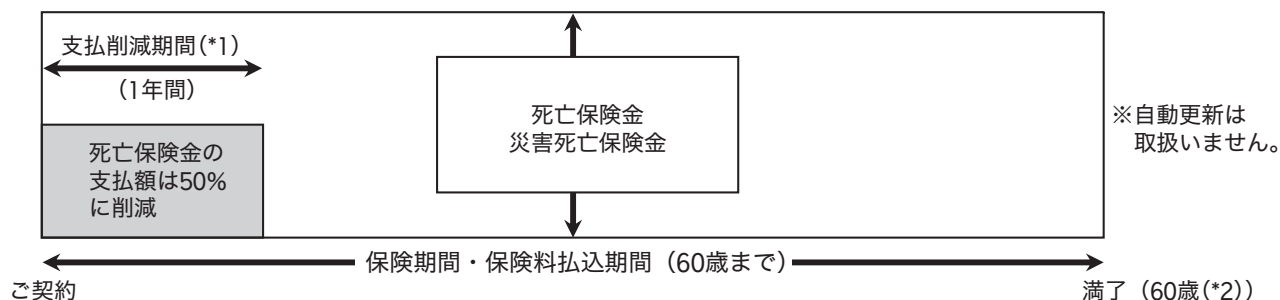 支払削減期間(*1)
(1年間)
死亡保険金の
支払額は50%
に削減
死亡保険金
災害死亡保険金
※自動更新は
取扱いません。
保険期間・保険料払込期間（60歳まで）
ご契約
満了（60歳(*2)）